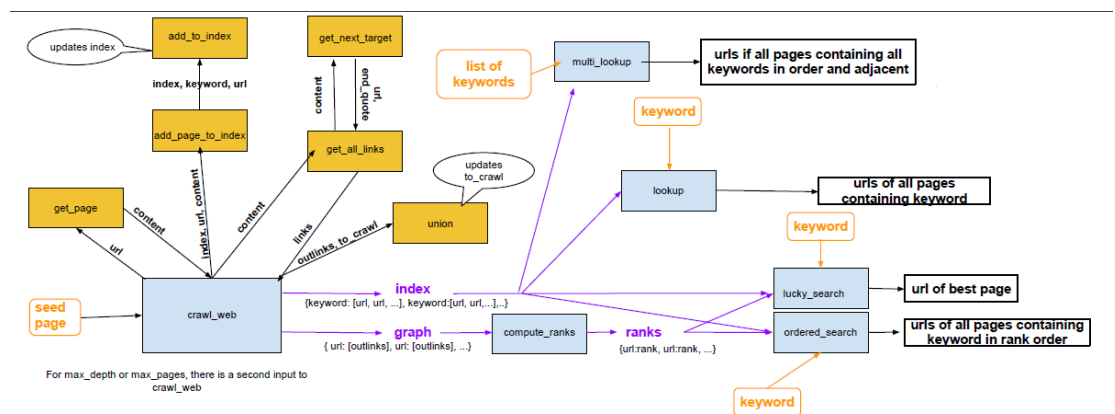 updates index
add_to_index
get_next_target
index, keyword, url
content
url,
end_quote
add_page_to_index
get_all_links
updates
to_crawl
get_page
content
url
index, url, content
content
links
outlinks, to_crawl
union
seed
page
crawl_web
For max_depth or max_pages, there is a second input to
crawl_web
index
{keyword: [url, url, ...], keyword:[url, url,...],..}
graph
{ url: [outlinks], url: [outlinks], ...}
compute_ranks
ranks
{url:rank, url:rank, ...}
list of
keywords
multi_lookup
urls if all pages containing all
keywords in order and adjacent
keyword
lookup
urls of all pages
containing keyword
keyword
lucky_search
url of best page
ordered_search
urls of all pages containing
keyword in rank order
keyword